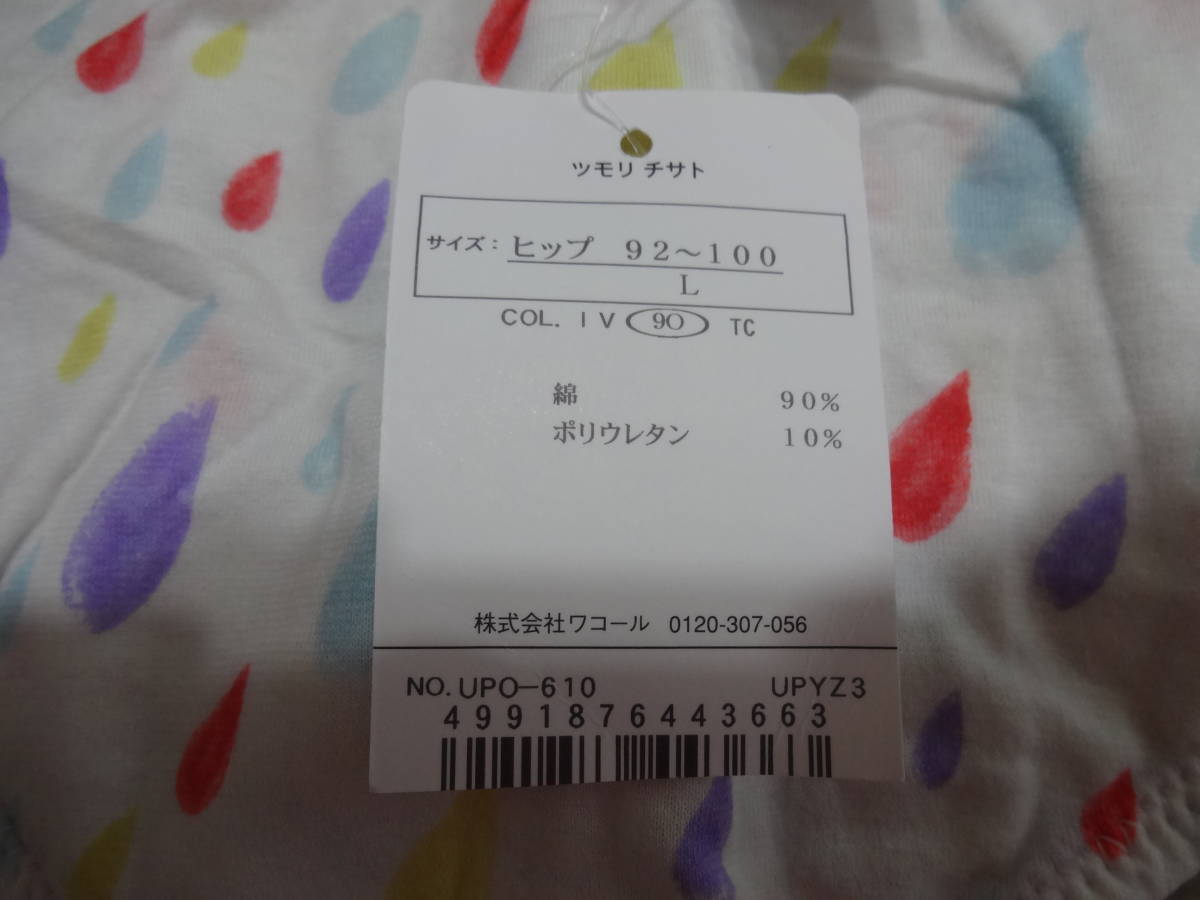 ツモリ チサト
サイズ： ヒップ ９２～１００
Ｌ
COL. IV 90 TC
綿 ９０％
ポリウレタン １０％
株式会社ワコール 0120-307-056
NO. UPO-610 UPYZ3
4991876443663